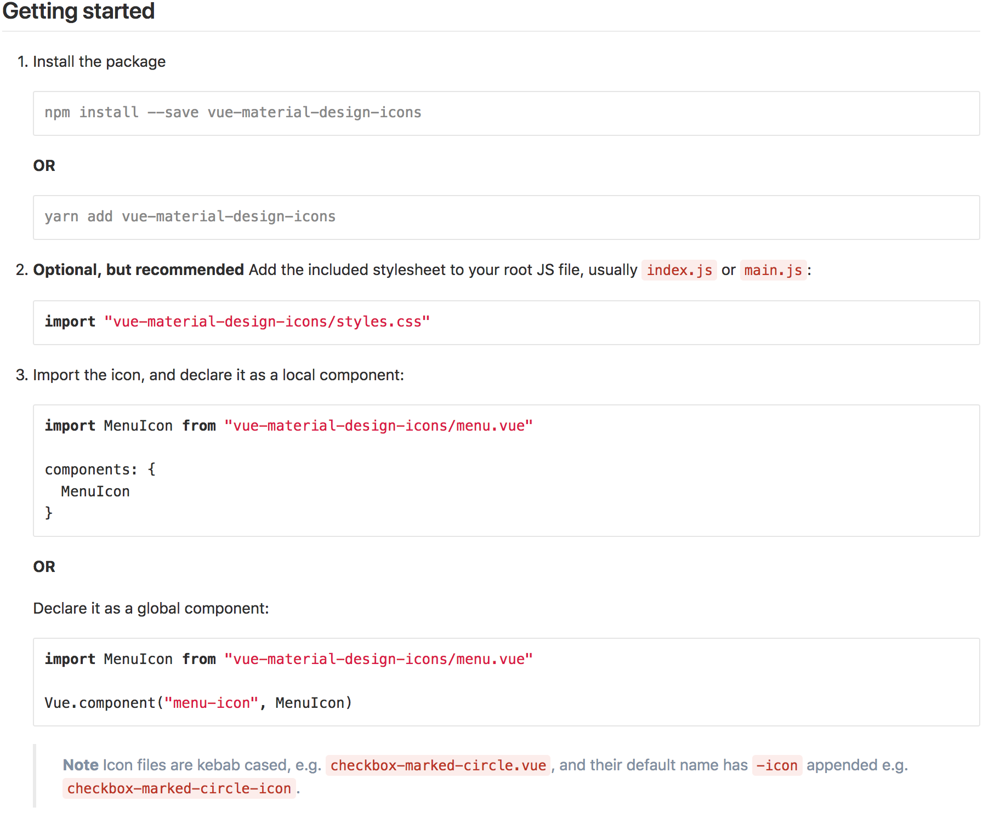 Getting started
1. Install the package
npm install --save vue-material-design-icons
OR
yarn add vue-material-design-icons
2. Optional, but recommended Add the included stylesheet to your root JS file, usually index.js or main.js:
import "vue-material-design-icons/styles.css"
3. Import the icon, and declare it as a local component:
import MenuIcon from "vue-material-design-icons/menu.vue"
components: {
  MenuIcon
}
OR
Declare it as a global component:
import MenuIcon from "vue-material-design-icons/menu.vue"
Vue.component("menu-icon", MenuIcon)
Note Icon files are kebab cased, e.g. checkbox-marked-circle.vue, and their default name has -icon appended e.g.
checkbox-marked-circle-icon.